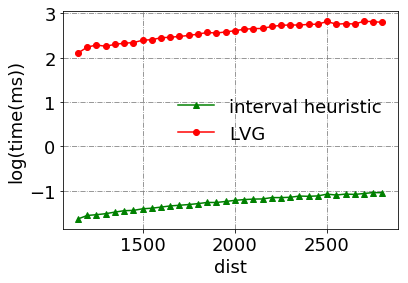 3
2
1
0
−1
log(time(ms))
interval heuristic
LVG
1500 2000 2500
dist